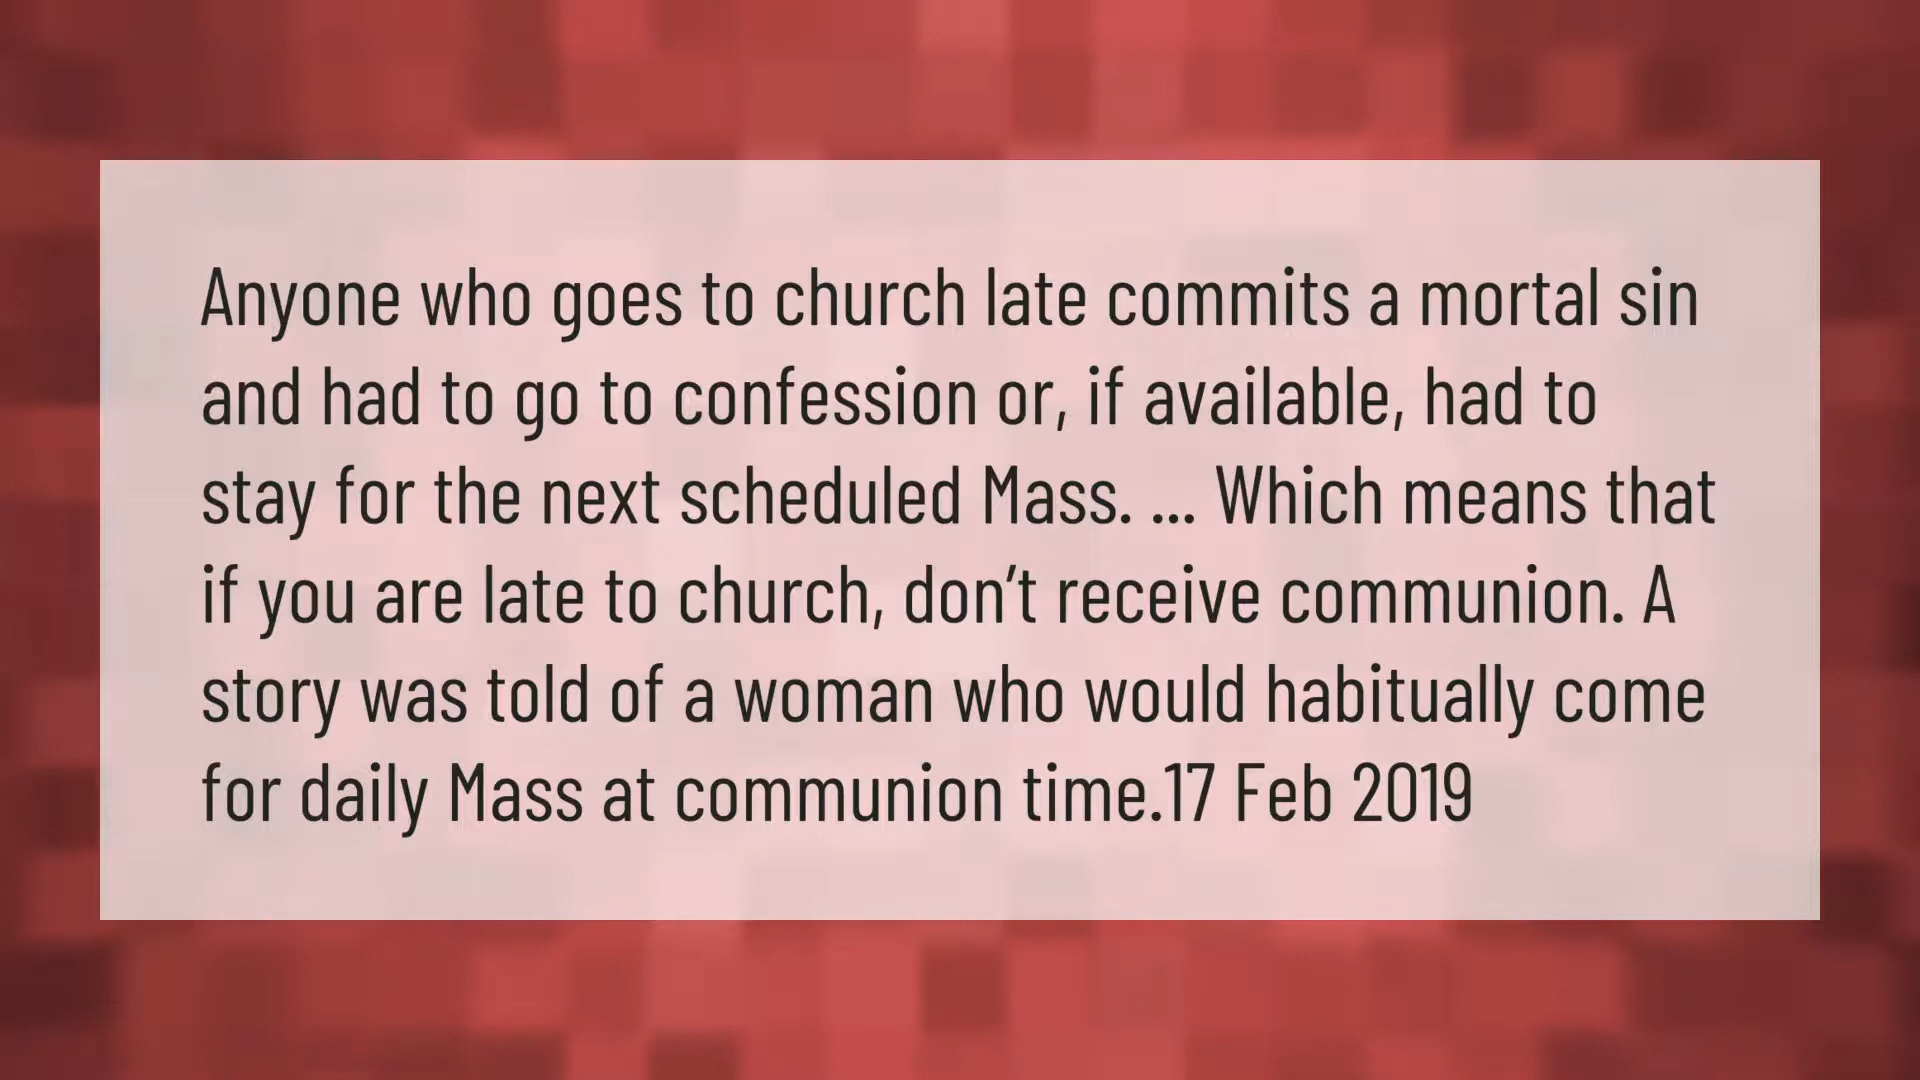 Anyone who goes to church late commits a mortal sin
and had to go to confession or, if available, had to
stay for the next scheduled Mass. ... Which means that
if you are late to church, don’t receive communion. A
story was told of a woman who would habitually come
for daily Mass at communion time.17 Feb 2019